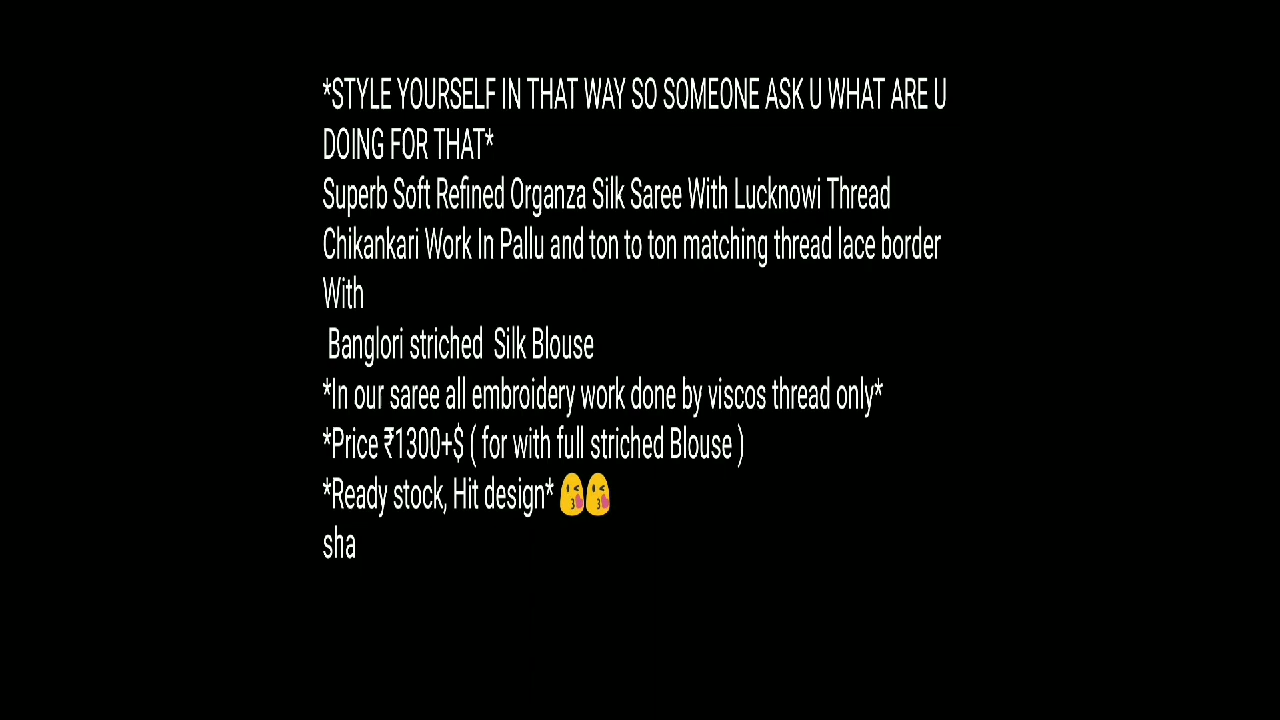 *STYLE YOURSELF IN THAT WAY SO SOMEONE ASK U WHAT ARE U
DOING FOR THAT*
Superb Soft Refined Organza Silk Saree With Lucknowi Thread
Chikankari Work In Pallu and ton to ton matching thread lace border
With
Banglori striched  Silk Blouse
*In our saree all embroidery work done by viscos thread only*
*Price ₹1300+$ ( for with full striched Blouse )
*Ready stock, Hit design* 😘😘
sha